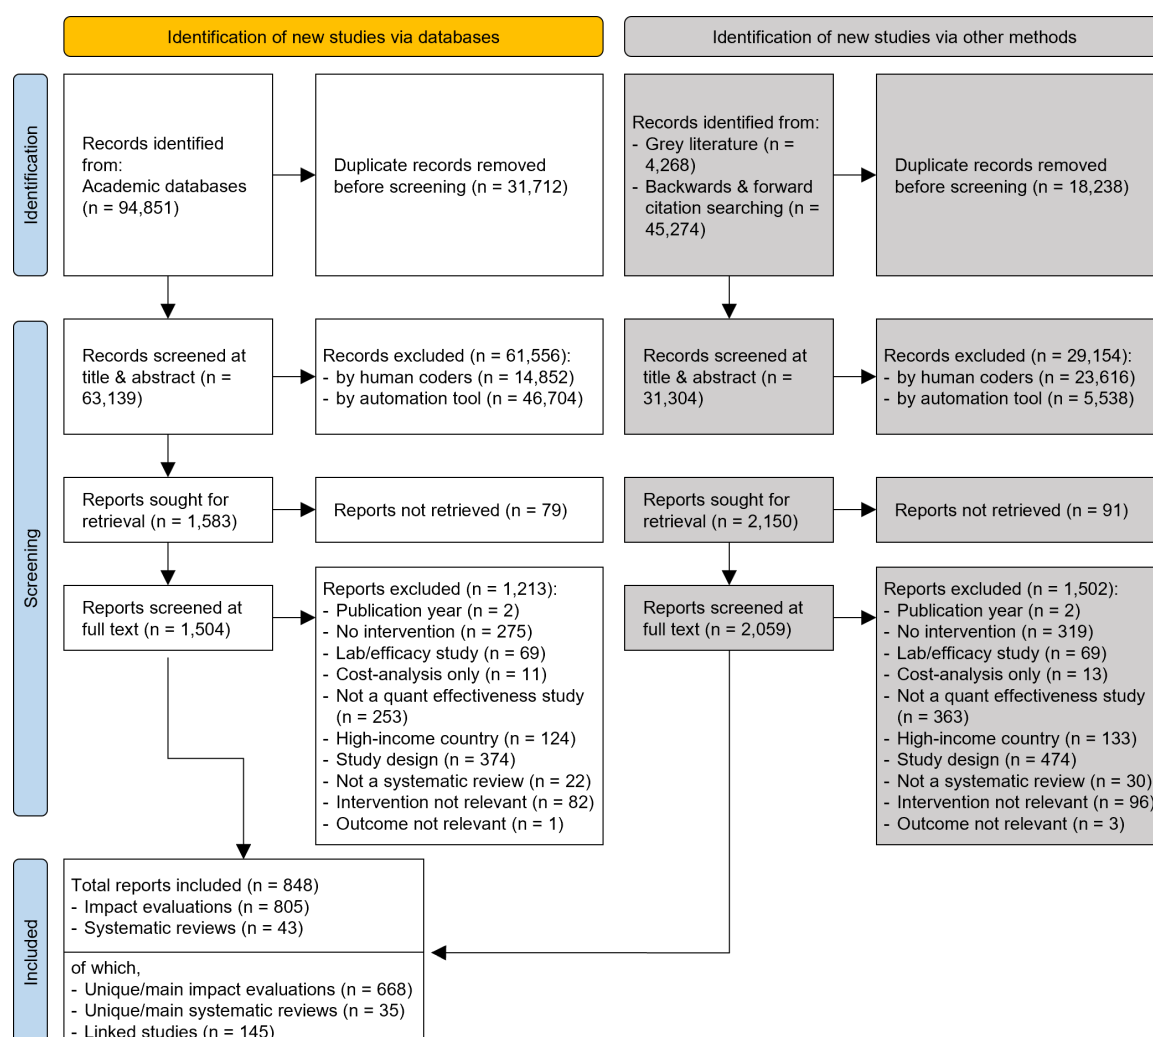 Identification of new studies via databases
Identification of new studies via other methods
Identification
Records identified
from:
Academic databases
(n = 94,851)
Duplicate records removed
before screening (n = 31,712)
Records identified from:
- Grey literature (n =
4,268)
- Backwards & forward
citation searching (n =
45,274)
Duplicate records removed
before screening (n = 18,238)
Screening
Records screened at
title & abstract (n =
63,139)
Records excluded (n = 61,556):
- by human coders (n = 14,852)
- by automation tool (n = 46,704)
Records screened at
title & abstract (n =
31,304)
Records excluded (n = 29,154):
- by human coders (n = 23,616)
- by automation tool (n = 5,538)
Reports sought for
retrieval (n = 1,583)
Reports not retrieved (n = 79)
Reports sought for
retrieval (n = 2,150)
Reports not retrieved (n = 91)
Reports screened at
full text (n = 1,504)
Reports excluded (n = 1,213):
- Publication year (n = 2)
- No intervention (n = 275)
- Lab/efficacy study (n = 69)
- Cost-analysis only (n = 11)
- Not a quant effectiveness study
(n = 253)
- High-income country (n = 124)
- Study design (n = 374)
- Not a systematic review (n = 22)
- Intervention not relevant (n = 82)
- Outcome not relevant (n = 1)
Reports screened at
full text (n = 2,059)
Reports excluded (n = 1,502):
- Publication year (n = 2)
- No intervention (n = 319)
- Lab/efficacy study (n = 69)
- Cost-analysis only (n = 13)
- Not a quant effectiveness study
(n = 363)
- High-income country (n = 133)
- Study design (n = 474)
- Not a systematic review (n = 30)
- Intervention not relevant (n = 96)
- Outcome not relevant (n = 3)
Included
Total reports included (n = 848)
- Impact evaluations (n = 805)
- Systematic reviews (n = 43)
of which,
- Unique/main impact evaluations (n = 668)
- Unique/main systematic reviews (n = 35)
- Linked studies (n = 145)